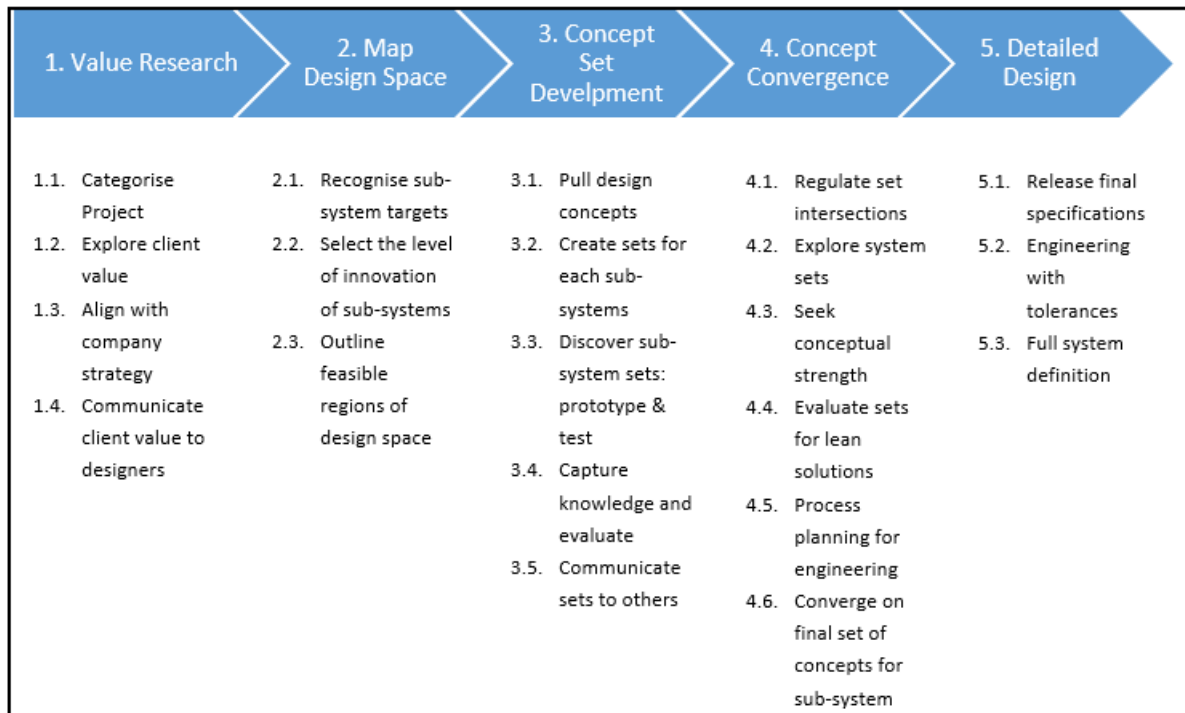 1. Value Research
2. Map
Design Space
3. Concept
Set
Develpment
4. Concept
Convergence
5. Detailed
Design
1.1. Categorise
Project
1.2. Explore client
value
1.3. Align with
company
strategy
1.4. Communicate
client value to
designers
2.1. Recognise sub-
system targets
2.2. Select the level
of innovation
of sub-systems
2.3. Outline
feasible
regions of
design space
3.1. Pull design
concepts
3.2. Create sets for
each sub-
systems
3.3. Discover sub-
system sets:
prototype &
test
3.4. Capture
knowledge and
evaluate
3.5. Communicate
sets to others
4.1. Regulate set
intersections
4.2. Explore system
sets
4.3. Seek
conceptual
strength
4.4. Evaluate sets
for lean
solutions
4.5. Process
planning for
engineering
4.6. Converge on
final set of
concepts for
sub-system
5.1. Release final
specifications
5.2. Engineering
with
tolerances
5.3. Full system
definition